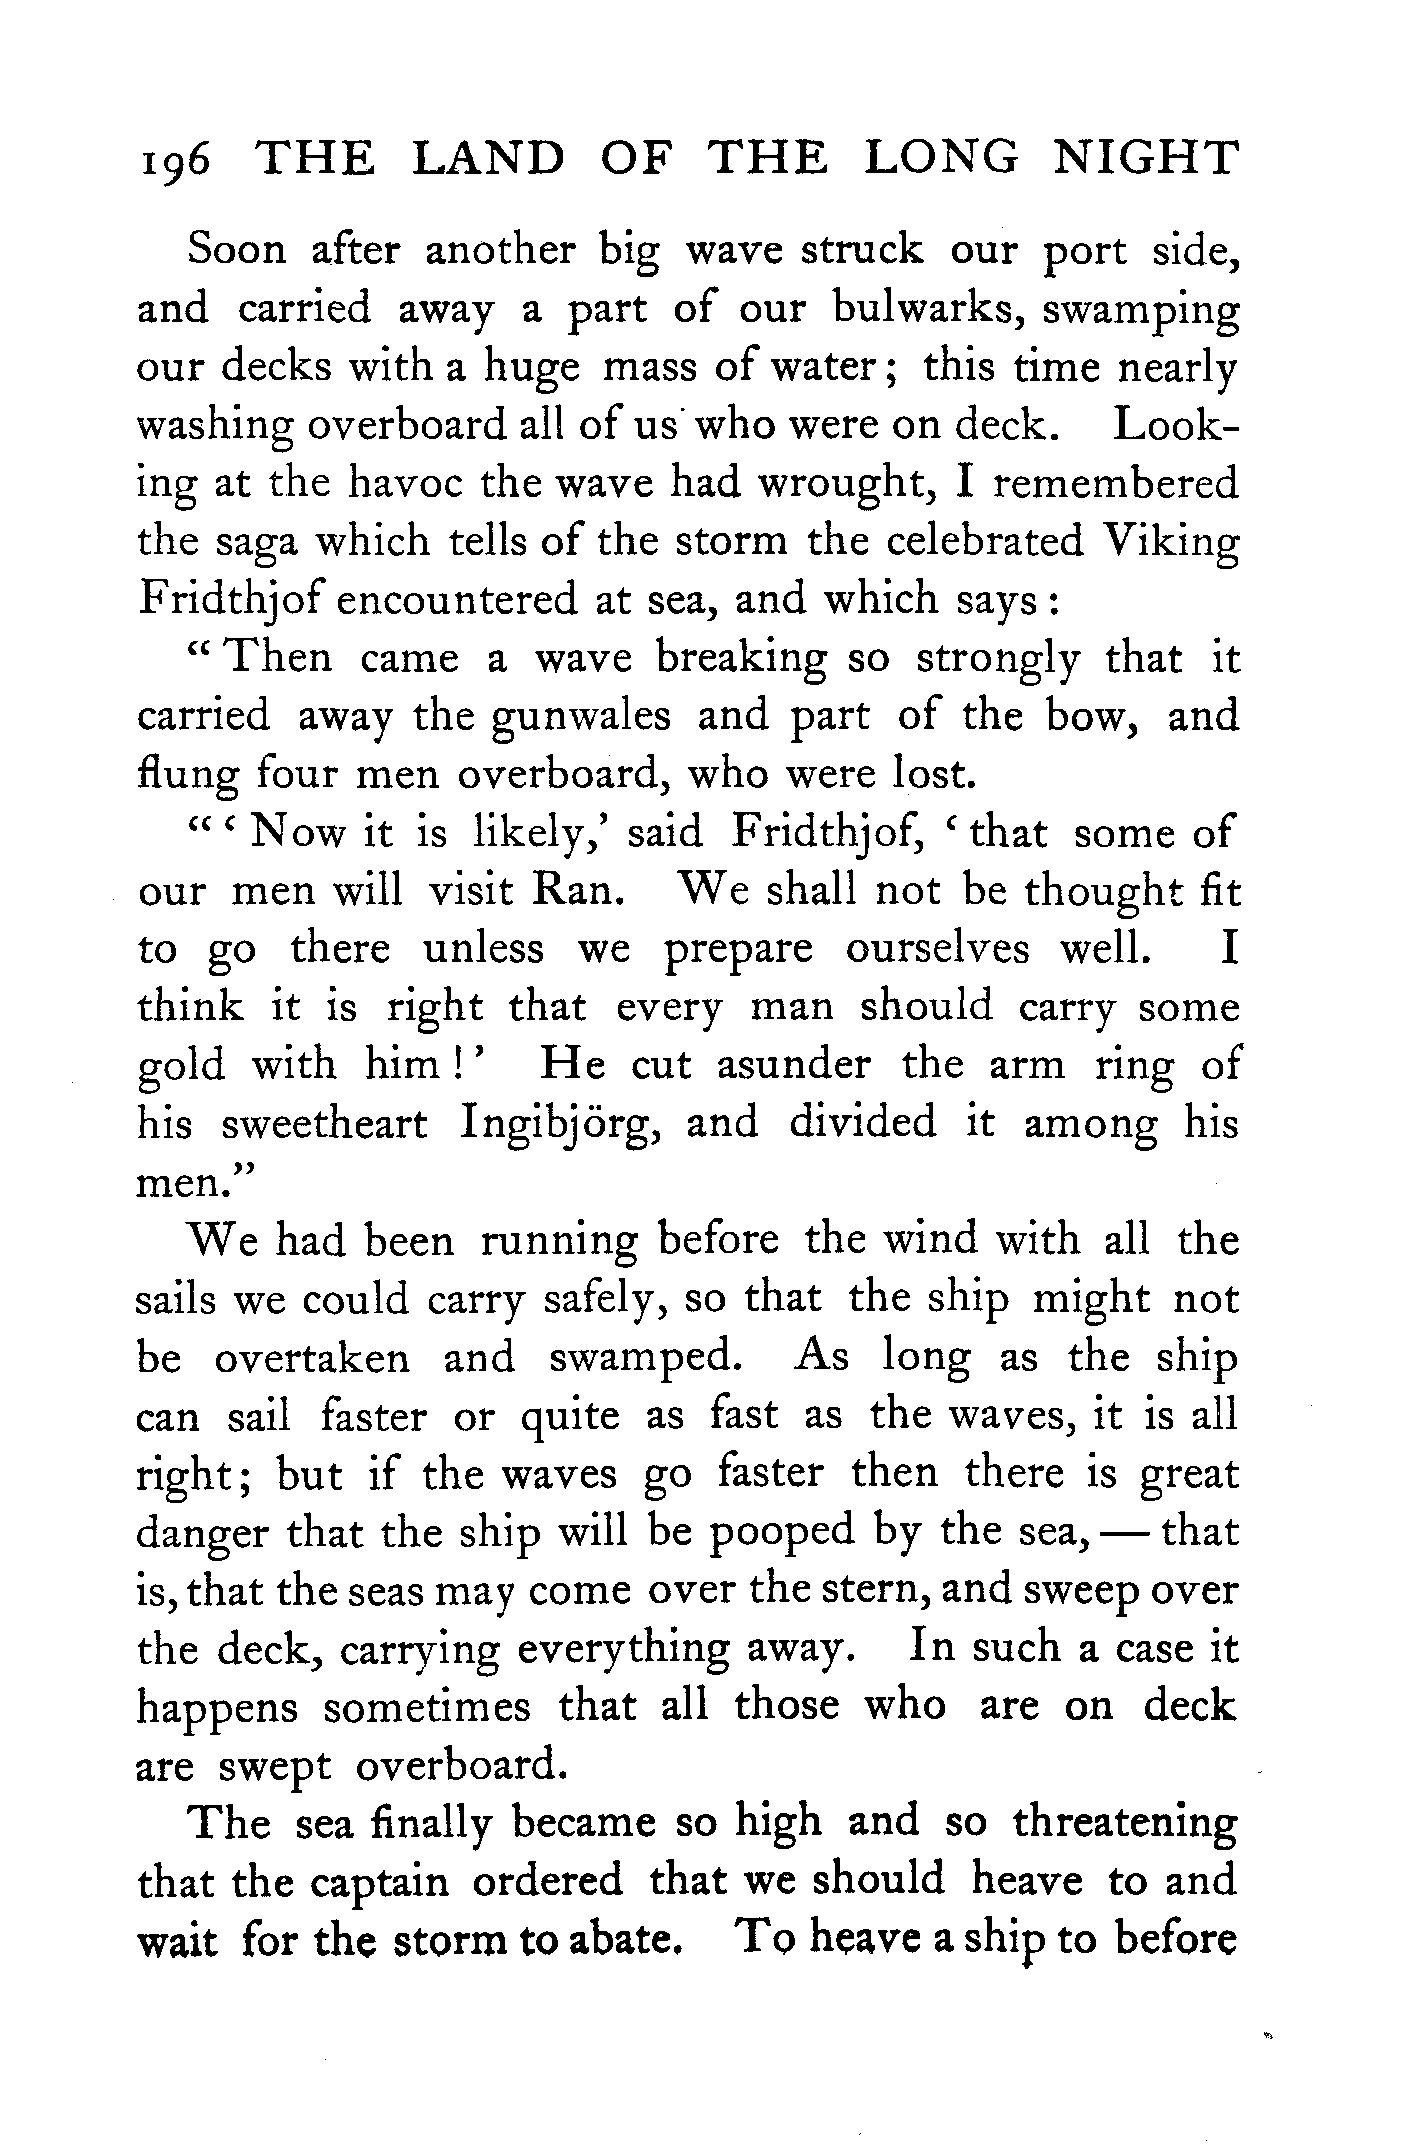 196 THE LAND OF THE LONG NIGHT
Soon after another big wave struck our port side,
and carried away a part of our bulwarks, swamping
our decks with a huge mass of water; this time nearly
washing overboard all of us who were on deck. Look-
ing at the havoc the wave had wrought, I remembered
the saga which tells of the storm the celebrated Viking
Fridthjof encountered at sea, and which says:
"Then came a wave breaking so strongly that it
carried away the gunwales and part of the bow, and
flung four men overboard, who were lost.
"'Now it is likely,' said Fridthjof, 'that some of
our men will visit Ran. We shall not be thought fit
to go there unless we prepare ourselves well. I
think it is right that every man should carry some
gold with him!' He cut asunder the arm ring of
his sweetheart Ingibjörg, and divided it among his
men."
We had been running before the wind with all the
sails we could carry safely, so that the ship might not
be overtaken and swamped. As long as the ship
can sail faster or quite as fast as the waves, it is all
right; but if the waves go faster then there is great
danger that the ship will be pooped by the sea,—that
is, that the seas may come over the stern, and sweep over
the deck, carrying everything away. In such a case it
happens sometimes that all those who are on deck
are swept overboard.
The sea finally became so high and so threatening
that the captain ordered that we should heave to and
wait for the storm to abate. To heave a ship to before